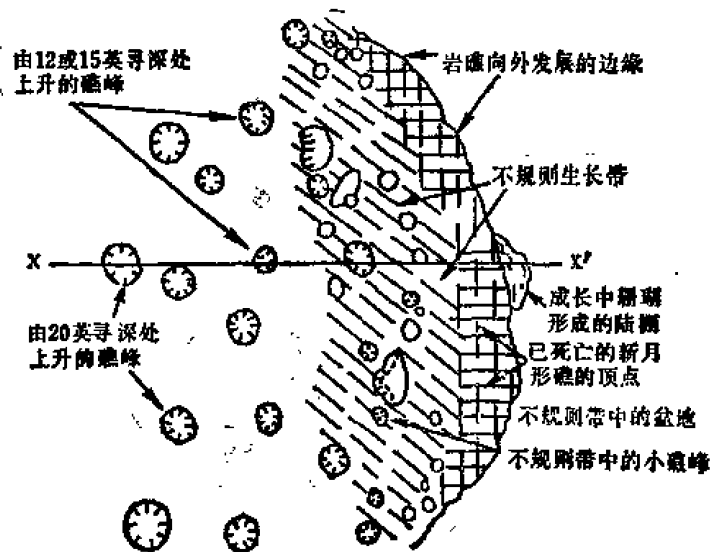 由12或15英寻深处
上升的礁峰
岩礁向外发展的边缘
不规则生长带
X
X'
成长中珊瑚
形成的陆棚
由20英寻深处
上升的礁峰
已死亡的新月
形礁的顶点
不规则带中的盆地
不规则带中的小礁峰